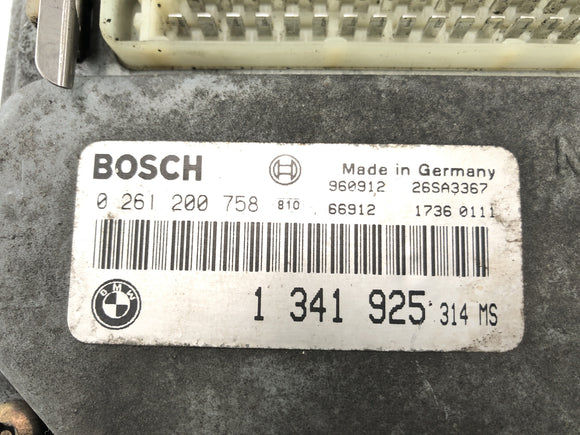 BOSCH Made in Germany
960912 26SA3367
0 261 200 758 810 66912 1736 0111
BMW 1 341 925 314 MS